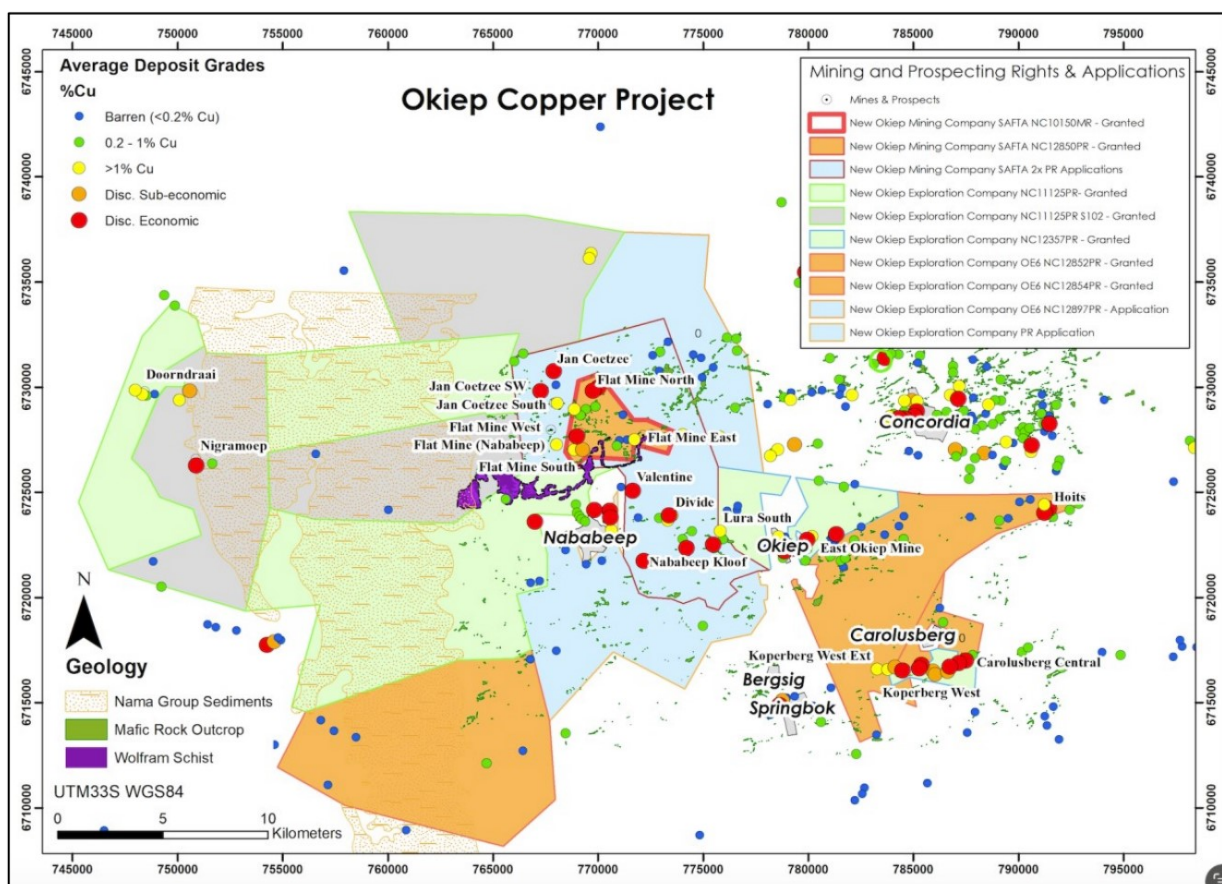 745000 750000 755000 760000 765000 770000 775000 780000 785000 790000 795000
6745000
6740000
6735000
6730000
6725000
6720000
6715000
6710000
Okiep Copper Project
Average Deposit Grades
%Cu
Barren (<0.2% Cu)
0.2 - 1% Cu
>1% Cu
Disc. Sub-economic
Disc. Economic
Mining and Prospecting Rights & Applications
Mines & Prospects
New Okiep Mining Company SAFTA NC10150MR - Granted
New Okiep Mining Company SAFTA NC12850PR - Granted
New Okiep Mining Company SAFTA 2x PR Applications
New Okiep Exploration Company NC11125PR- Granted
New Okiep Exploration Company NC11125PR S102 - Granted
New Okiep Exploration Company NC12357PR - Granted
New Okiep Exploration Company OE6 NC12852PR - Granted
New Okiep Exploration Company OE6 NC12854PR - Granted
New Okiep Exploration Company OE6 NC12897PR - Application
New Okiep Exploration Company PR Application
0
Jan Coetzee
Doorndraai
Jan Coetzee SW
Flat Mine North
Jan Coetzee South
Flat Mine West
Concordia
Nigramoep
Flat Mine (Nababeep)
Flat Mine East
Flat Mine South
Valentine
Divide
Hoits
Lura South
Nababeep
Okiep
East Okiep Mine
Nababeep Kloof
N
Carolusberg
0
Koperberg West Ext
Carolusberg Central
Bergsig
Koperberg West
Springbok
Geology
Nama Group Sediments
Mafic Rock Outcrop
Wolfram Schist
UTM33S WGS84
0 5 10
Kilometers
6745000
6740000
6735000
6730000
6725000
6720000
6715000
6710000
745000 750000 755000 760000 765000 770000 775000 780000 785000 790000 795000